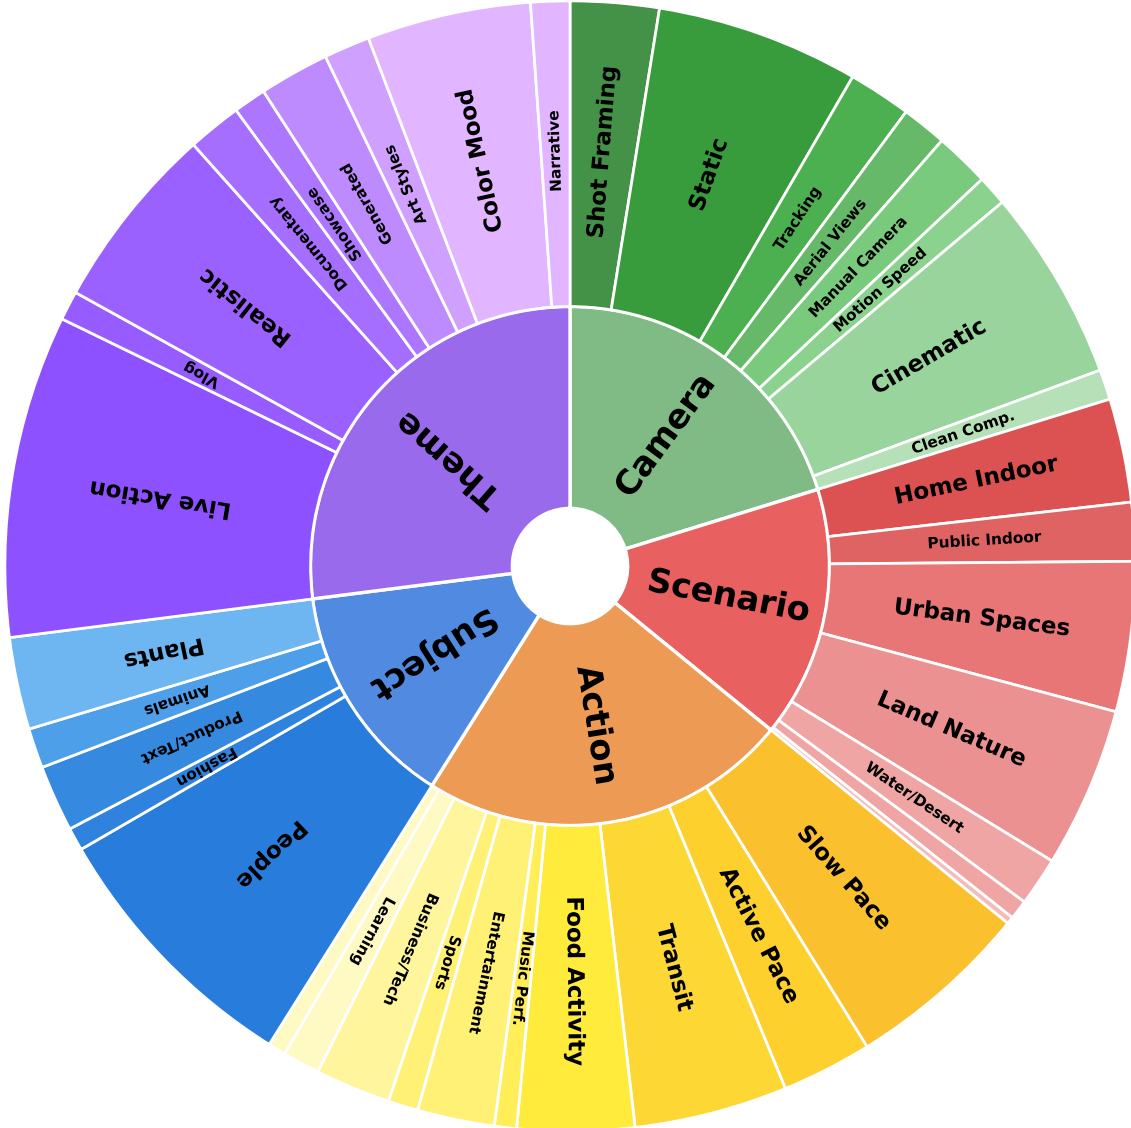 Camera
Scenario
Action
Subject
Theme
Shot Framing
Static
Tracking
Aerial Views
Manual Camera
Motion Speed
Cinematic
Clean Comp.
Home Indoor
Public Indoor
Urban Spaces
Land Nature
Water/Desert
Slow Pace
Active Pace
Transit
Food Activity
Music Perf.
Entertainment
Sports
Business/Tech
Learning
People
Fashion
Product/Text
Animals
Plants
Live Action
Vlog
Realistic
Documentary
Showcase
Generated
Art Styles
Color Mood
Narrative